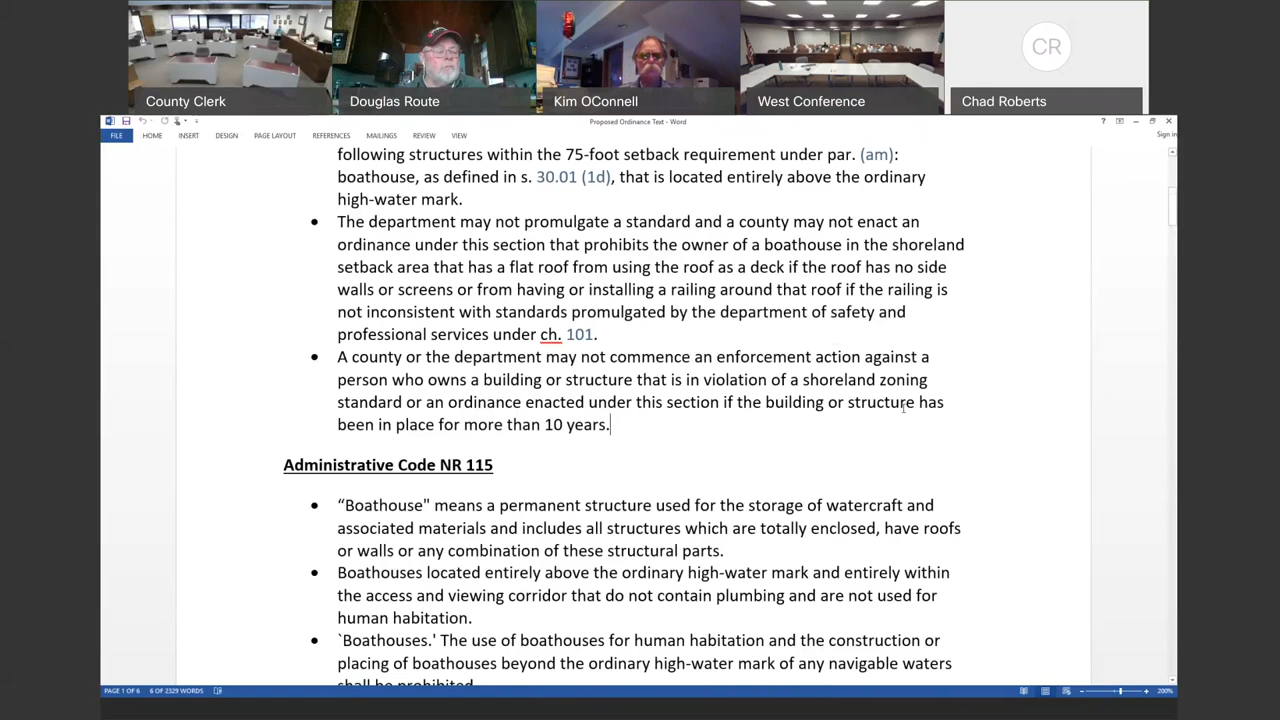 CR
County Clerk
Douglas Route
Kim OConnell
West Conference
Chad Roberts
Proposed Ordinance Text - Word
Sign in
FILE HOME INSERT DESIGN PAGE LAYOUT REFERENCES MAILINGS REVIEW VIEW
following structures within the 75-foot setback requirement under par. (am):
boathouse, as defined in s. 30.01 (1d), that is located entirely above the ordinary
high-water mark.
• The department may not promulgate a standard and a county may not enact an
ordinance under this section that prohibits the owner of a boathouse in the shoreland
setback area that has a flat roof from using the roof as a deck if the roof has no side
walls or screens or from having or installing a railing around that roof if the railing is
not inconsistent with standards promulgated by the department of safety and
professional services under ch. 101.
• A county or the department may not commence an enforcement action against a
person who owns a building or structure that is in violation of a shoreland zoning
standard or an ordinance enacted under this section if the building or structure has
been in place for more than 10 years.
Administrative Code NR 115
• “Boathouse" means a permanent structure used for the storage of watercraft and
associated materials and includes all structures which are totally enclosed, have roofs
or walls or any combination of these structural parts.
• Boathouses located entirely above the ordinary high-water mark and entirely within
the access and viewing corridor that do not contain plumbing and are not used for
human habitation.
• `Boathouses.' The use of boathouses for human habitation and the construction or
placing of boathouses beyond the ordinary high-water mark of any navigable waters
shall be prohibited
PAGE 1 OF 6 6 OF 2329 WORDS 200%